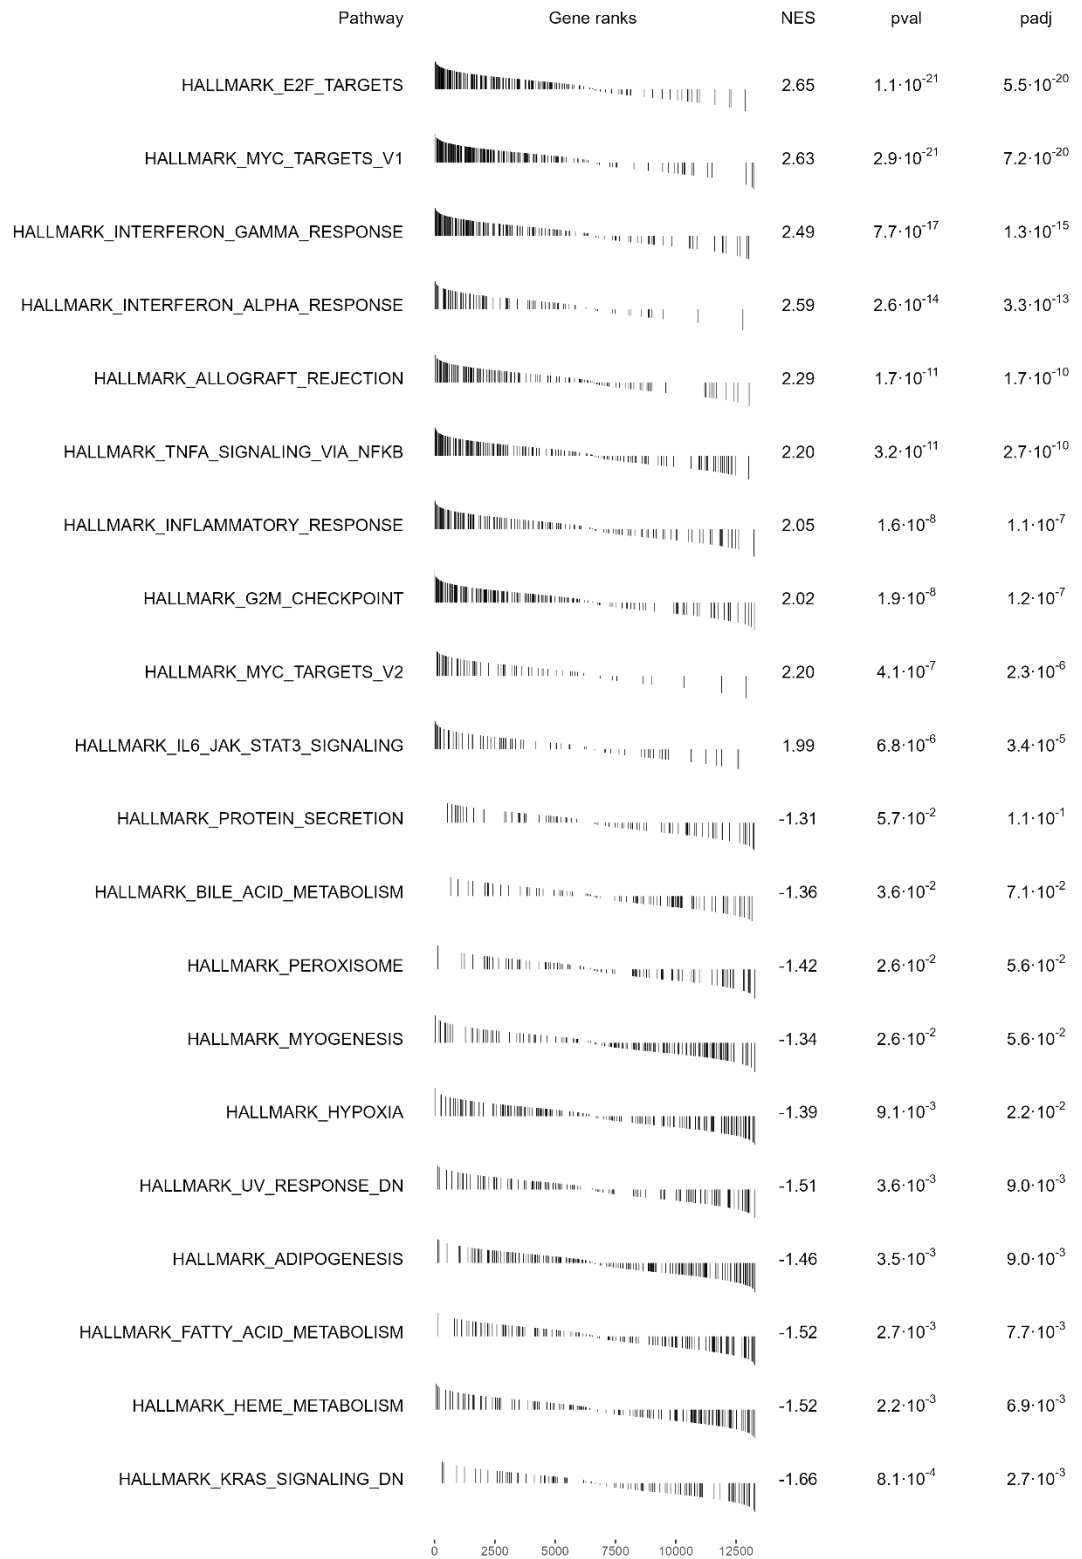 Pathway Gene ranks NES pval padj
HALLMARK_E2F_TARGETS 2.65 1.1·10⁻²¹ 5.5·10⁻²⁰
HALLMARK_MYC_TARGETS_V1 2.63 2.9·10⁻²¹ 7.2·10⁻²⁰
HALLMARK_INTERFERON_GAMMA_RESPONSE 2.49 7.7·10⁻¹⁷ 1.3·10⁻¹⁵
HALLMARK_INTERFERON_ALPHA_RESPONSE 2.59 2.6·10⁻¹⁴ 3.3·10⁻¹³
HALLMARK_ALLOGRAFT_REJECTION 2.29 1.7·10⁻¹¹ 1.7·10⁻¹⁰
HALLMARK_TNFA_SIGNALING_VIA_NFKB 2.20 3.2·10⁻¹¹ 2.7·10⁻¹⁰
HALLMARK_INFLAMMATORY_RESPONSE 2.05 1.6·10⁻⁸ 1.1·10⁻⁷
HALLMARK_G2M_CHECKPOINT 2.02 1.9·10⁻⁸ 1.2·10⁻⁷
HALLMARK_MYC_TARGETS_V2 2.20 4.1·10⁻⁷ 2.3·10⁻⁶
HALLMARK_IL6_JAK_STAT3_SIGNALING 1.99 6.8·10⁻⁶ 3.4·10⁻⁵
HALLMARK_PROTEIN_SECRETION -1.31 5.7·10⁻² 1.1·10⁻¹
HALLMARK_BILE_ACID_METABOLISM -1.36 3.6·10⁻² 7.1·10⁻²
HALLMARK_PEROXISOME -1.42 2.6·10⁻² 5.6·10⁻²
HALLMARK_MYOGENESIS -1.34 2.6·10⁻² 5.6·10⁻²
HALLMARK_HYPOXIA -1.39 9.1·10⁻³ 2.2·10⁻²
HALLMARK_UV_RESPONSE_DN -1.51 3.6·10⁻³ 9.0·10⁻³
HALLMARK_ADIPOGENESIS -1.46 3.5·10⁻³ 9.0·10⁻³
HALLMARK_FATTY_ACID_METABOLISM -1.52 2.7·10⁻³ 7.7·10⁻³
HALLMARK_HEME_METABOLISM -1.52 2.2·10⁻³ 6.9·10⁻³
HALLMARK_KRAS_SIGNALING_DN -1.66 8.1·10⁻⁴ 2.7·10⁻³
0 2500 5000 7500 10000 12500